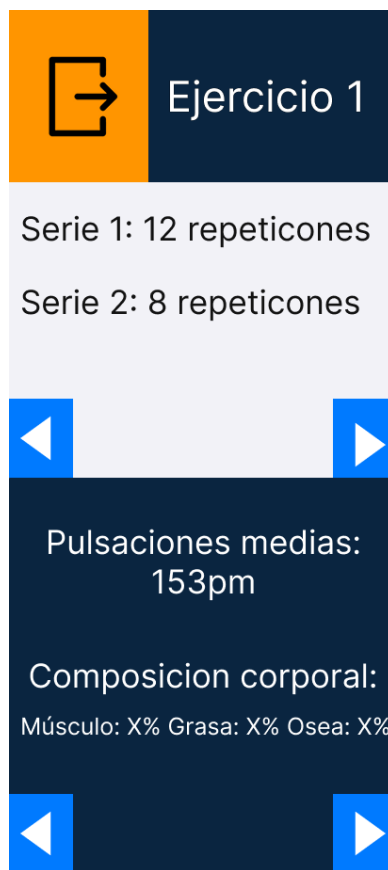 Ejercicio 1
Serie 1: 12 repeticones
Serie 2: 8 repeticones
Pulsaciones medias:
153pm
Composicion corporal:
Músculo: X% Grasa: X% Osea: X%